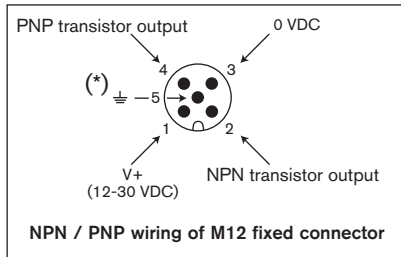 PNP transistor output
0 VDC
4
3
(*)
5
1
2
V+
(12-30 VDC)
NPN transistor output
NPN / PNP wiring of M12 fixed connector